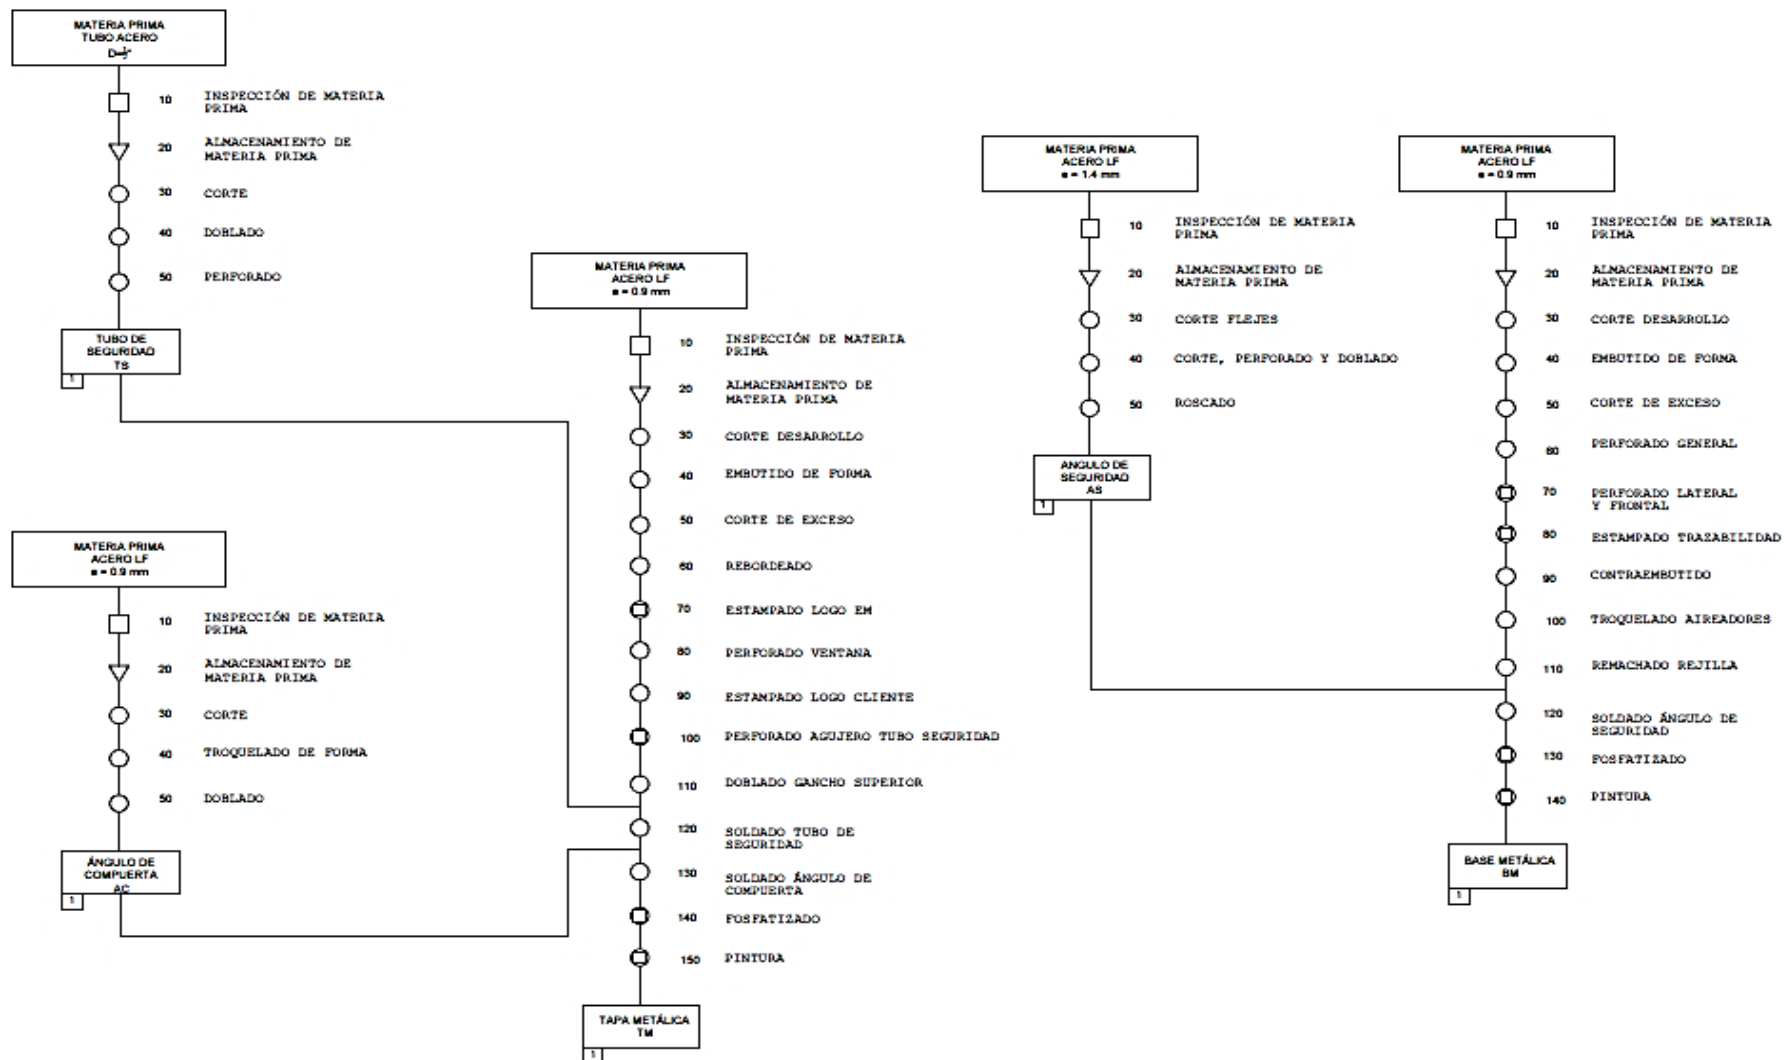 MATERIA PRIMA
TUBO ACERO
10 INSPECCIÓN DE MATERIA
PRIMA
20 ALMACENAMIENTO DE
MATERIA PRIMA
30 CORTE
40 DOBLADO
50 PERFORADO
TUBO DE
SEGURIDAD
TS
1
MATERIA PRIMA
ACERO LF
e = 0.9 mm
10 INSPECCIÓN DE MATERIA
PRIMA
20 ALMACENAMIENTO DE
MATERIA PRIMA
30 CORTE
40 TROQUELADO DE FORMA
50 DOBLADO
ÁNGULO DE
COMPUERTA
AC
1
MATERIA PRIMA
ACERO LF
e = 0.9 mm
10 INSPECCIÓN DE MATERIA
PRIMA
20 ALMACENAMIENTO DE
MATERIA PRIMA
30 CORTE DESARROLLO
40 EMBUTIDO DE FORMA
50 CORTE DE EXCESO
60 REBORDEADO
70 ESTAMPADO LOGO EM
80 PERFORADO VENTANA
90 ESTAMPADO LOGO CLIENTE
100 PERFORADO AGUJERO TUBO SEGURIDAD
110 DOBLADO GANCHO SUPERIOR
120 SOLDADO TUBO DE
SEGURIDAD
130 SOLDADO ÁNGULO DE
COMPUERTA
140 FOSFATIZADO
150 PINTURA
TAPA METÁLICA
TM
1
MATERIA PRIMA
ACERO LF
e = 1.4 mm
10 INSPECCIÓN DE MATERIA
PRIMA
20 ALMACENAMIENTO DE
MATERIA PRIMA
30 CORTE FLEJES
40 CORTE, PERFORADO Y DOBLADO
50 ROSCADO
ANGULO DE
SEGURIDAD
AS
1
MATERIA PRIMA
ACERO LF
e = 0.9 mm
10 INSPECCIÓN DE MATERIA
PRIMA
20 ALMACENAMIENTO DE
MATERIA PRIMA
30 CORTE DESARROLLO
40 EMBUTIDO DE FORMA
50 CORTE DE EXCESO
60 PERFORADO GENERAL
70 PERFORADO LATERAL
Y FRONTAL
80 ESTAMPADO TRAZABILIDAD
90 CONTRAEMBUTIDO
100 TROQUELADO AIREADORES
110 REMACHADO REJILLA
120 SOLDADO ÁNGULO DE
SEGURIDAD
130 FOSFATIZADO
140 PINTURA
BASE METÁLICA
BM
1